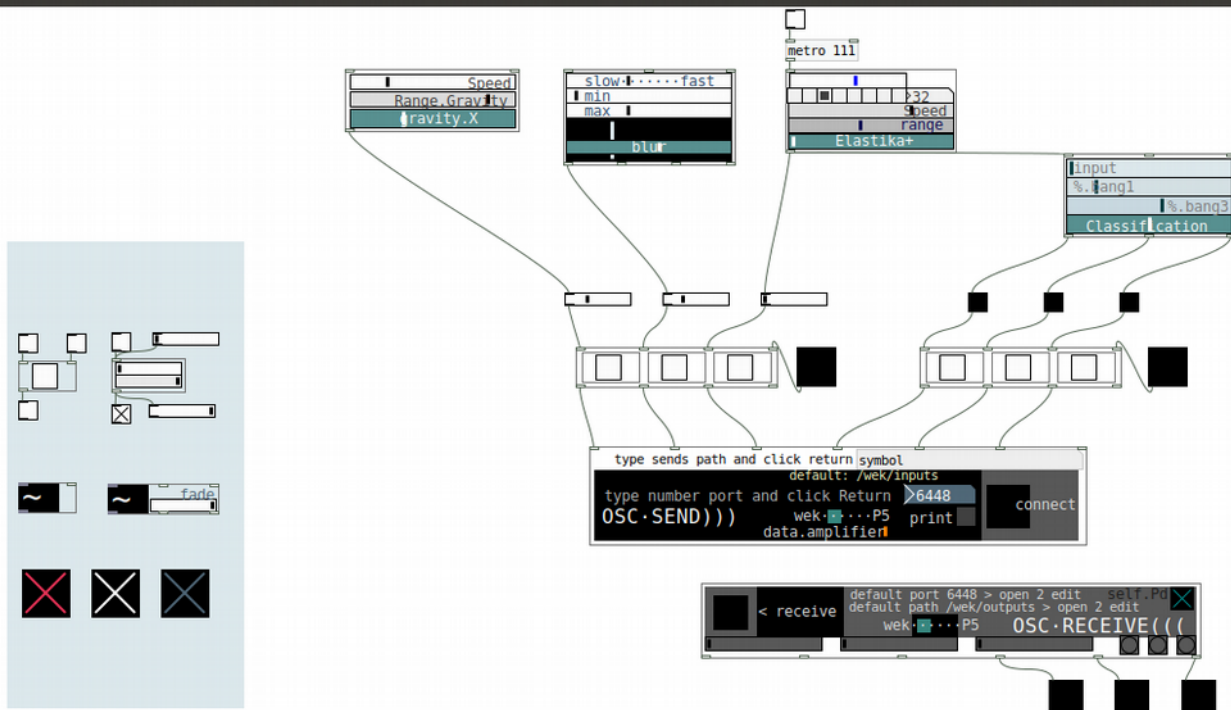 metro 111
Speed
Range.Gravity
Gravity.X
slow·······fast
min
max
blur
32
Speed
range
Elastika+
input
%.bang1
%.bang3
Classification
~
~
fade
type sends path and click return
symbol
default: /wek/inputs
type number port and click Return
6448
connect
OSC·SEND)))
wek·······P5
print
data.amplifier
< receive
default port 6448 > open 2 edit
self.Pd
default path /wek/outputs > open 2 edit
wek·······P5
OSC·RECEIVE(((